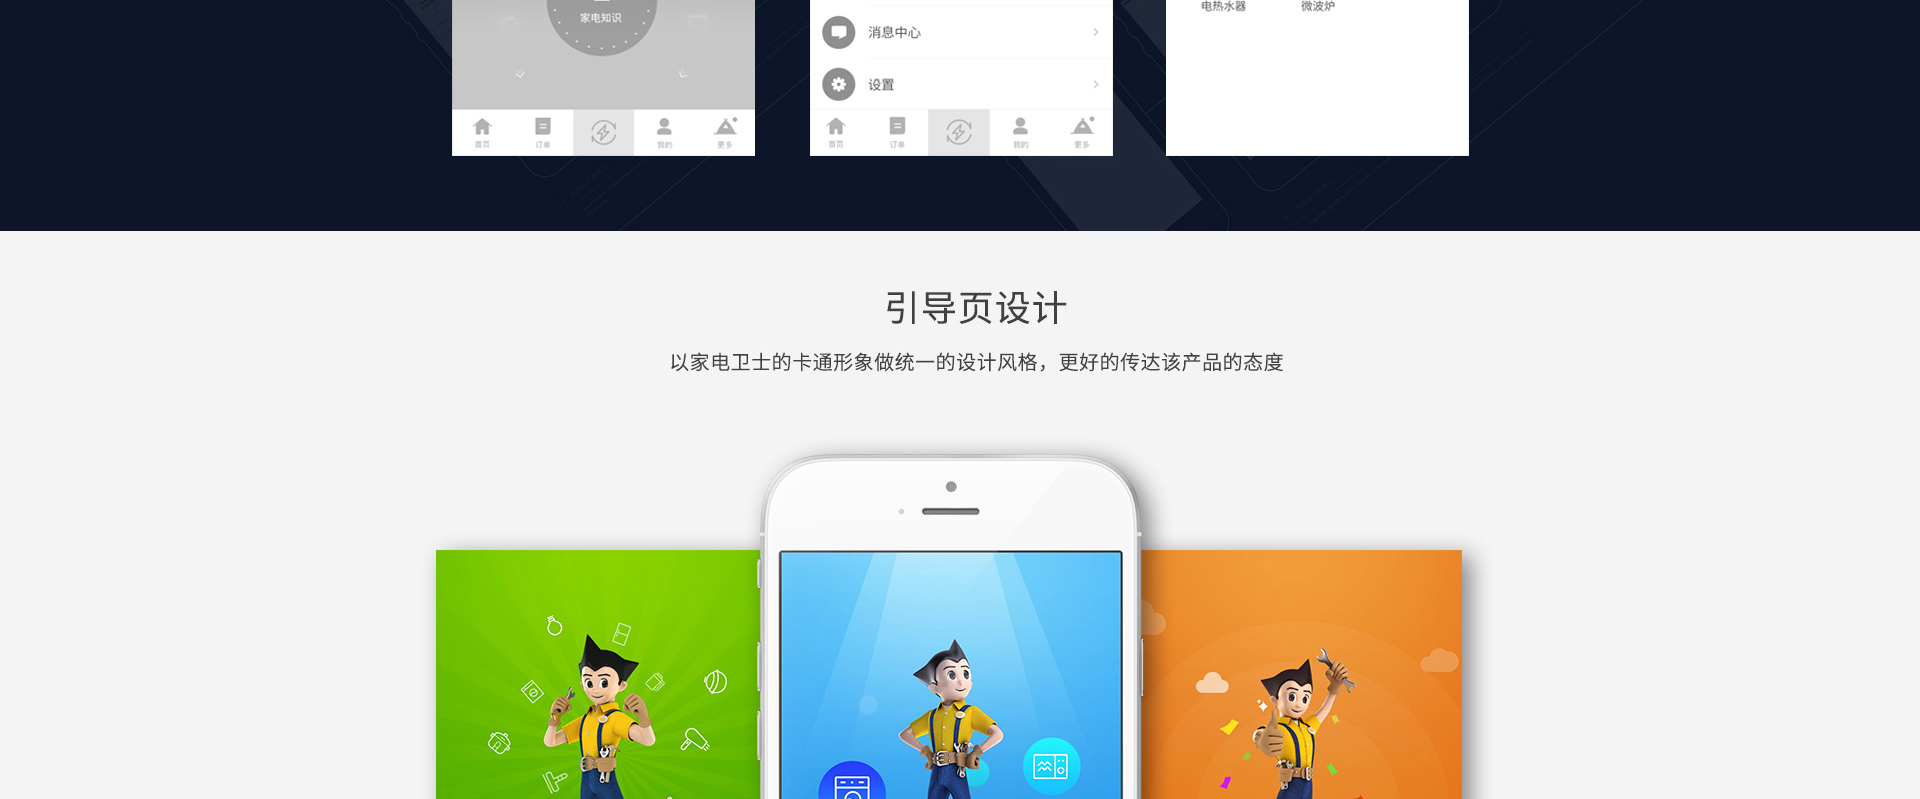 家电知识
电热水器 微波炉
消息中心
设置
首页 订单 我的 更多
首页 订单 我的 更多
引导页设计
以家电卫士的卡通形象做统一的设计风格，更好的传达该产品的态度